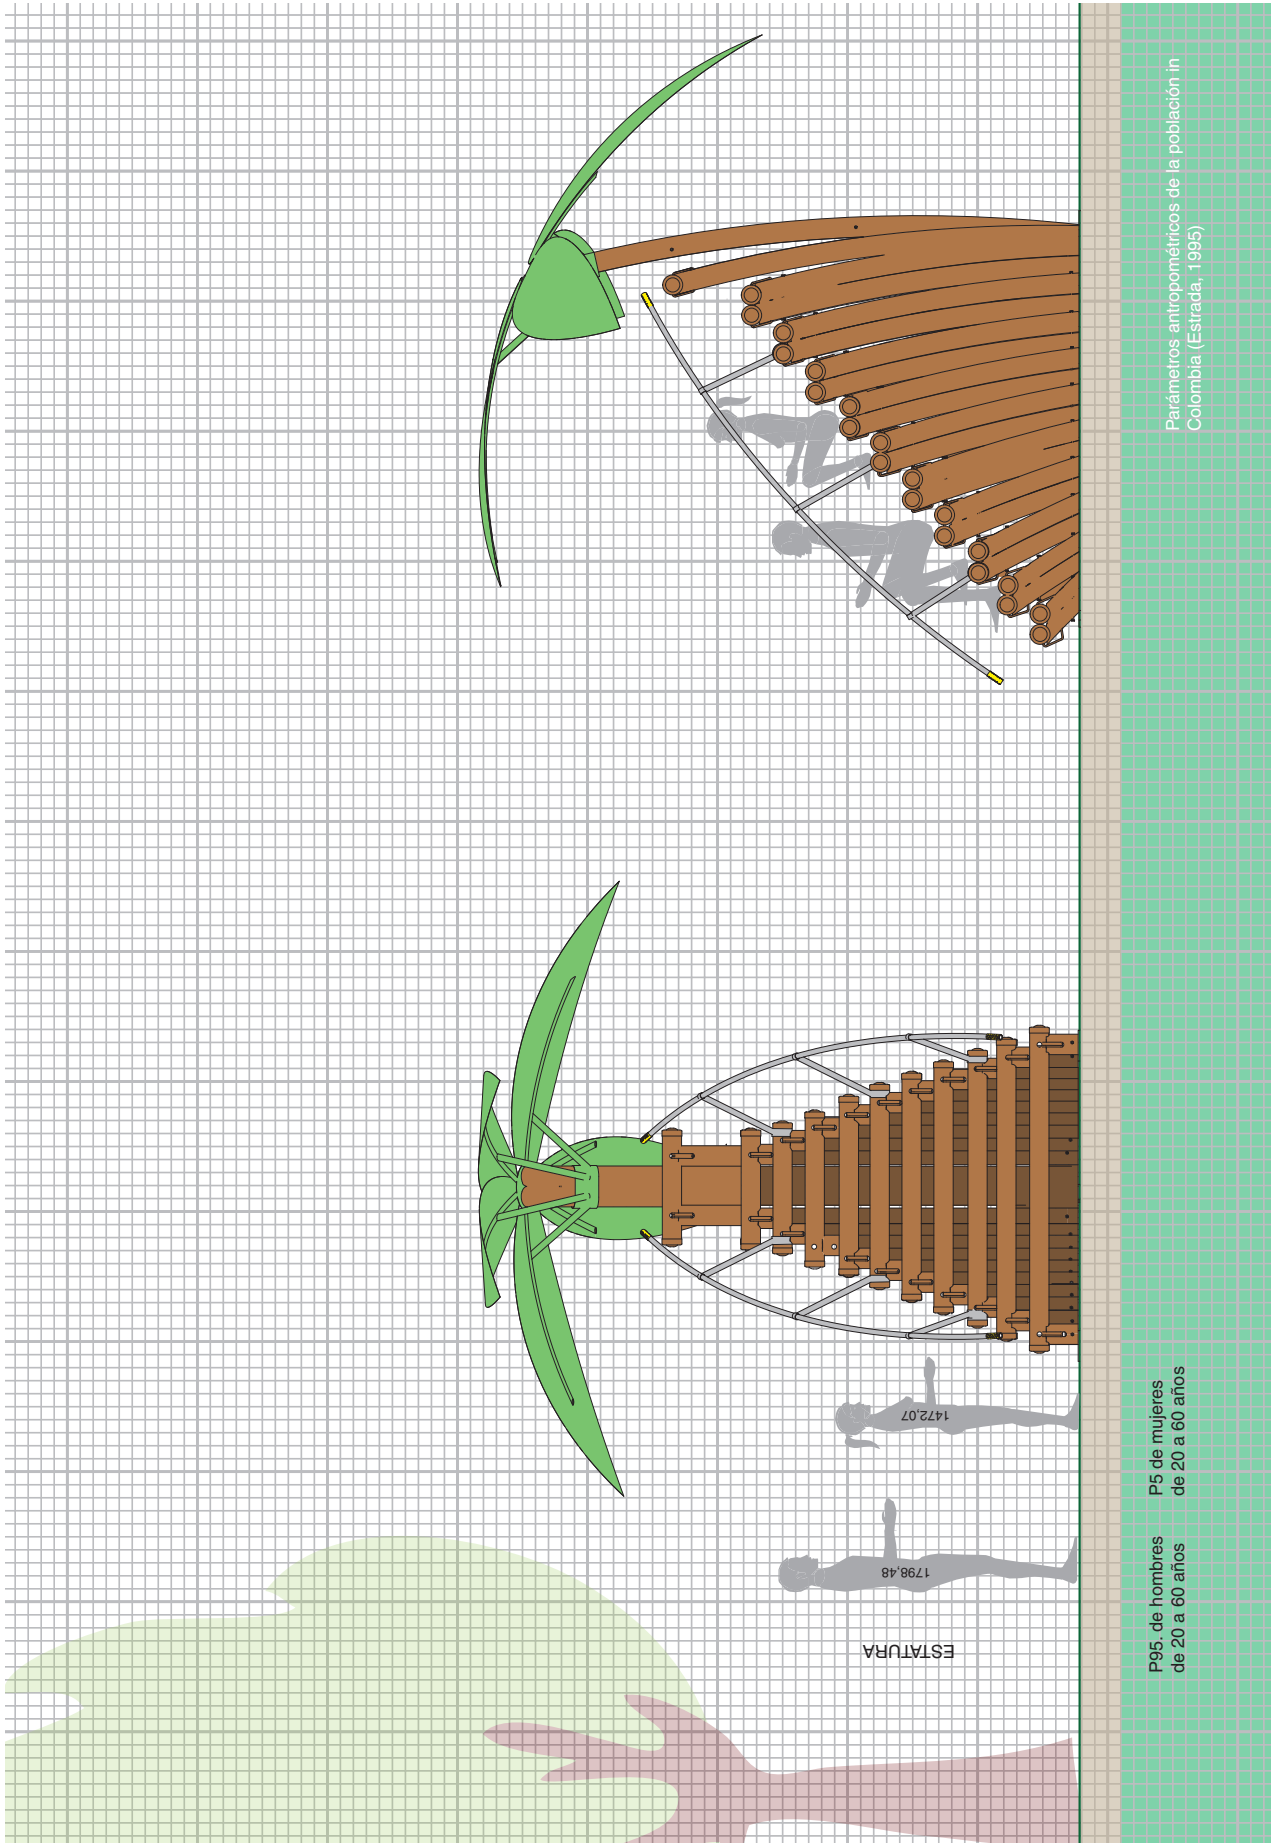 ESTATURA
1798,48
1472,07
P95. de hombres
de 20 a 60 años
P5 de mujeres
de 20 a 60 años
Parámetros antropométricos de la población in
Colombia (Estrada, 1995)